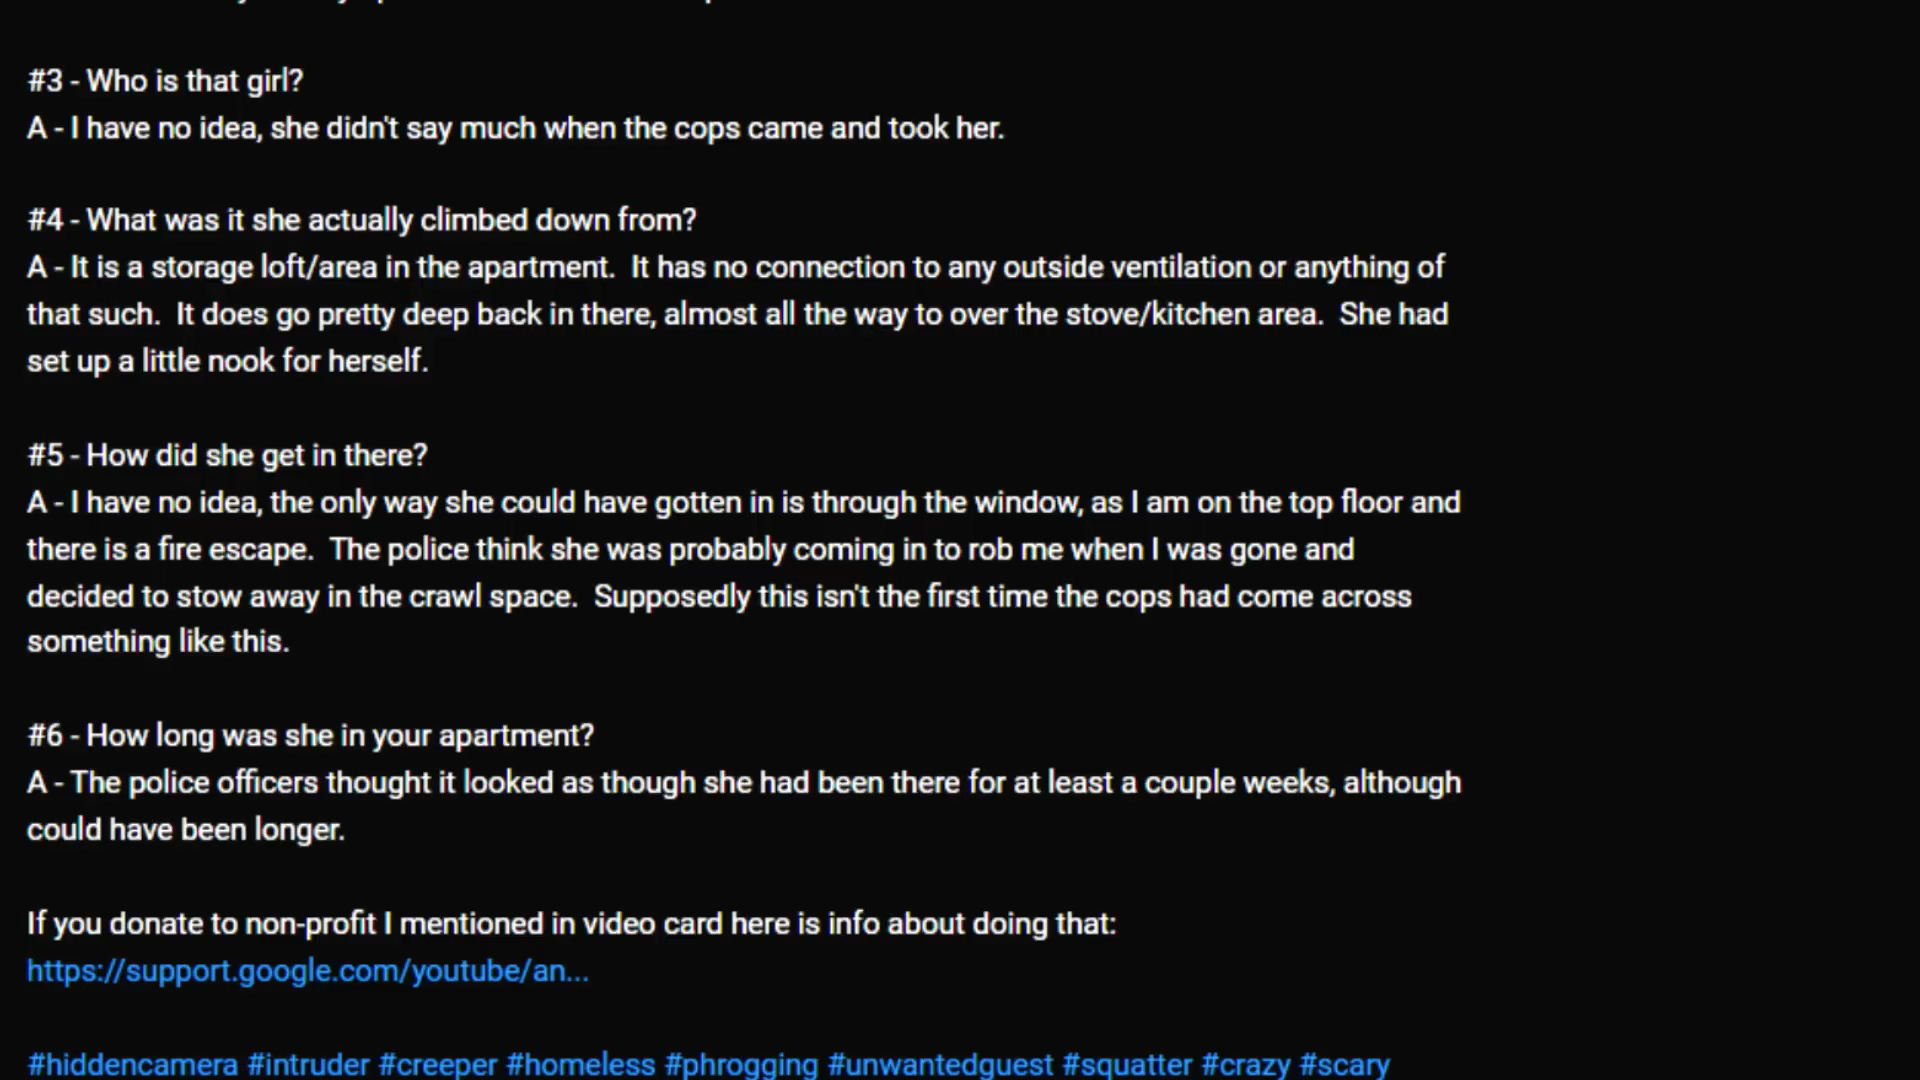 #3 - Who is that girl?
A - I have no idea, she didn't say much when the cops came and took her.
#4 - What was it she actually climbed down from?
A - It is a storage loft/area in the apartment.  It has no connection to any outside ventilation or anything of
that such.  It does go pretty deep back in there, almost all the way to over the stove/kitchen area.  She had
set up a little nook for herself.
#5 - How did she get in there?
A - I have no idea, the only way she could have gotten in is through the window, as I am on the top floor and
there is a fire escape.  The police think she was probably coming in to rob me when I was gone and
decided to stow away in the crawl space.  Supposedly this isn't the first time the cops had come across
something like this.
#6 - How long was she in your apartment?
A - The police officers thought it looked as though she had been there for at least a couple weeks, although
could have been longer.
If you donate to non-profit I mentioned in video card here is info about doing that:
https://support.google.com/youtube/an...
#hiddencamera #intruder #creeper #homeless #phrogging #unwantedguest #squatter #crazy #scary